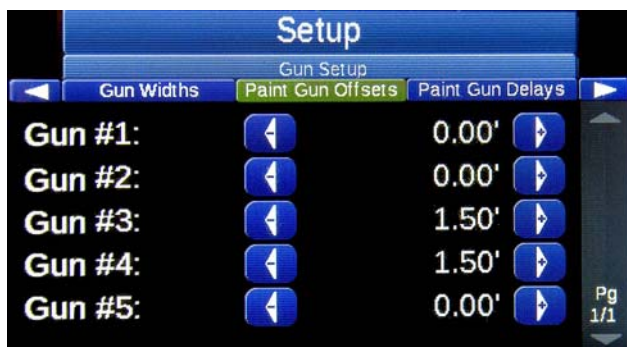 Setup
Gun Setup
Gun Widths Paint Gun Offsets Paint Gun Delays
Gun #1: - 0.00' +
Gun #2: - 0.00' +
Gun #3: - 1.50' +
Gun #4: - 1.50' +
Gun #5: - 0.00' +
Pg
1/1